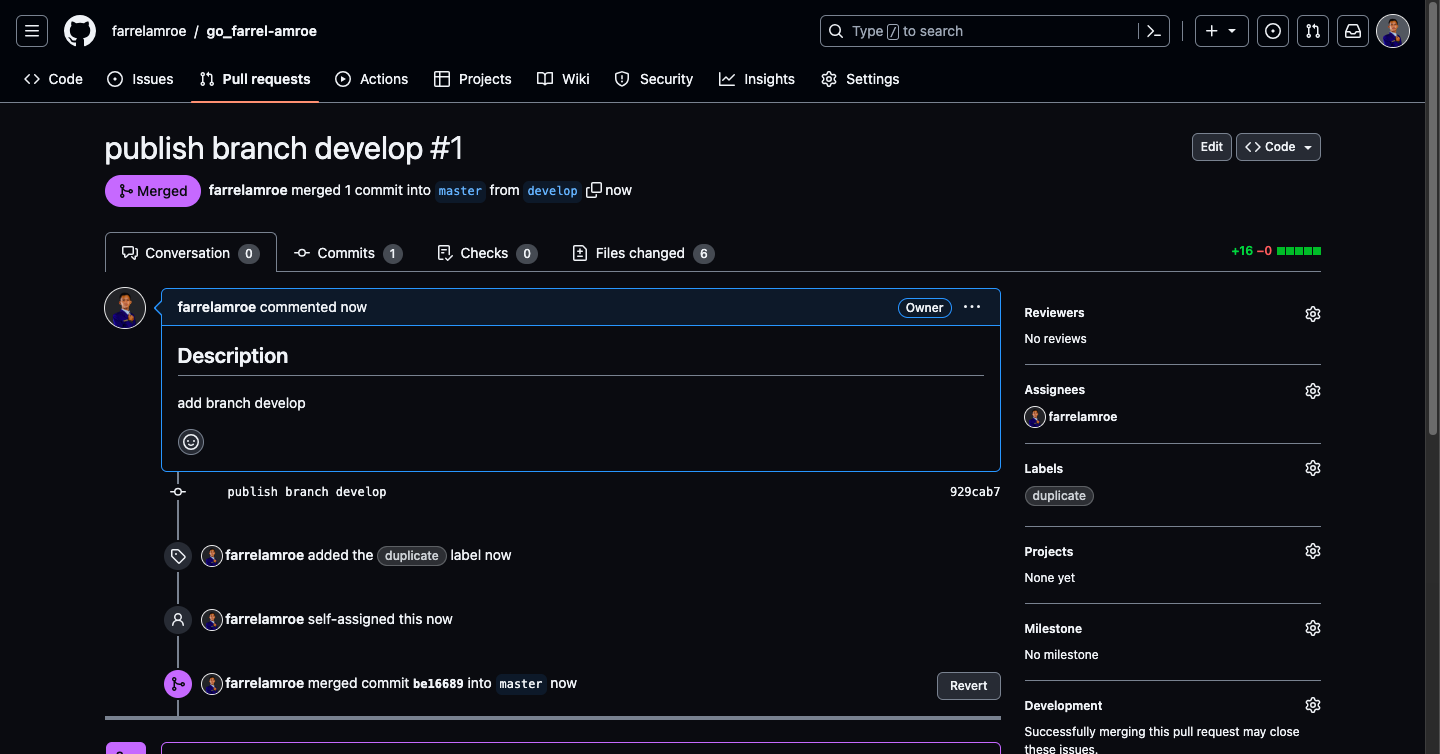 farrelamroe / go_farrel-amroe
Type / to search
Code Issues Pull requests Actions Projects Wiki Security Insights Settings
publish branch develop #1
Edit
Code
Merged
farrelamroe merged 1 commit into master from develop now
Conversation 0
Commits 1
Checks 0
Files changed 6
+16 −0
farrelamroe commented now
Owner
Description
add branch develop
publish branch develop
929cab7
farrelamroe added the duplicate label now
farrelamroe self-assigned this now
farrelamroe merged commit be16689 into master now
Revert
Reviewers
No reviews
Assignees
farrelamroe
Labels
duplicate
Projects
None yet
Milestone
No milestone
Development
Successfully merging this pull request may close
these issues.